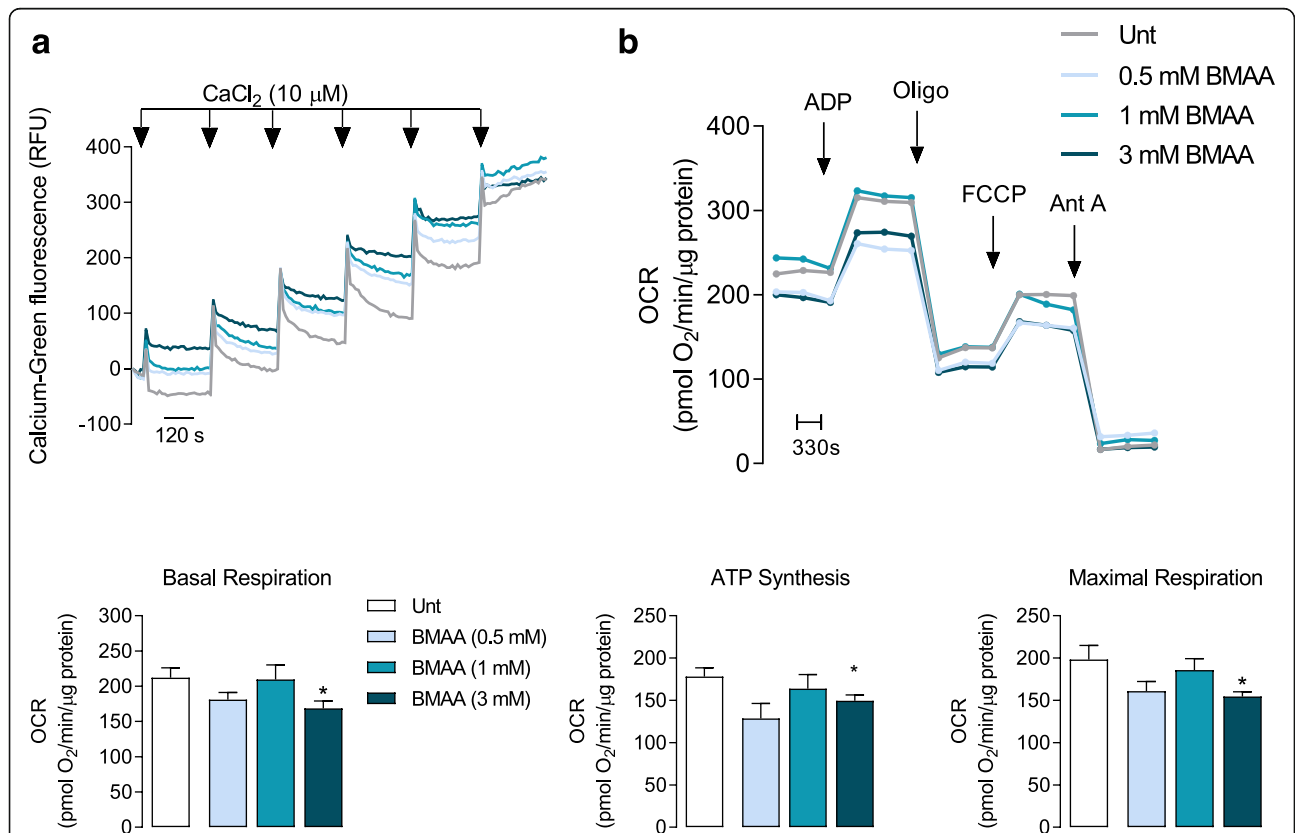 a
CaCl2 (10 μM)
Calcium-Green fluorescence (RFU)
400
300
200
100
0
-100
120 s
b
Unt
0.5 mM BMAA
1 mM BMAA
3 mM BMAA
ADP
Oligo
FCCP
Ant A
OCR
(pmol O2/min/μg protein)
400
300
200
100
0
330s
Basal Respiration
OCR
(pmol O2/min/μg protein)
300
250
200
150
100
50
0
*
Unt
BMAA (0.5 mM)
BMAA (1 mM)
BMAA (3 mM)
ATP Synthesis
OCR
(pmol O2/min/μg protein)
250
200
150
100
50
0
*
Maximal Respiration
OCR
(pmol O2/min/μg protein)
250
200
150
100
50
0
*